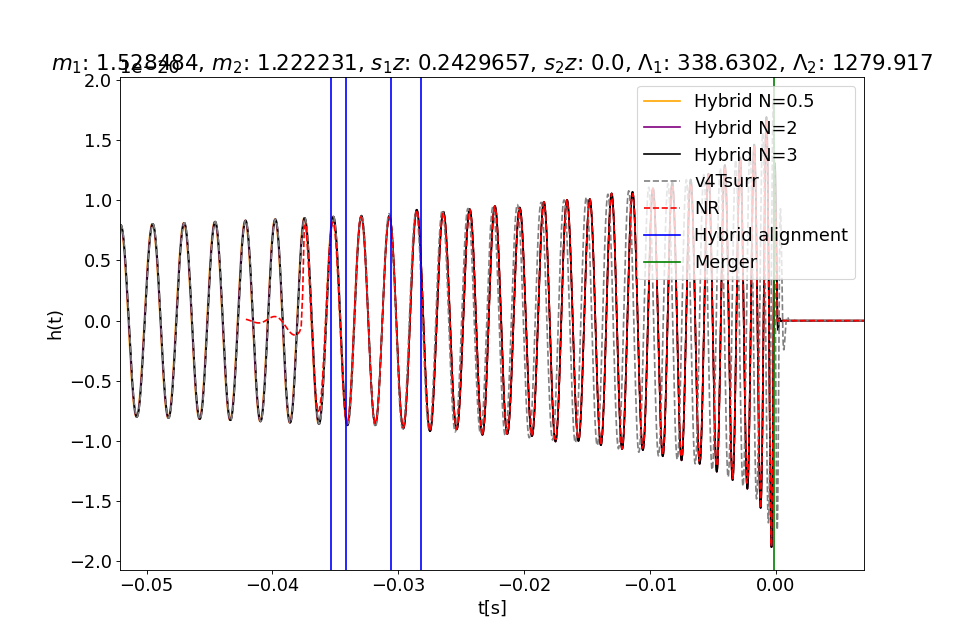 m₁: 1.528484, m₂: 1.222231, s₁z: 0.2429657, s₂z: 0.0, Λ₁: 338.6302, Λ₂: 1279.917
1e−20
2.0
1.5
1.0
0.5
0.0
−0.5
−1.0
−1.5
−2.0
h(t)
Hybrid N=0.5
Hybrid N=2
Hybrid N=3
v4Tsurr
NR
Hybrid alignment
Merger
−0.05
−0.04
−0.03
−0.02
−0.01
0.00
t[s]